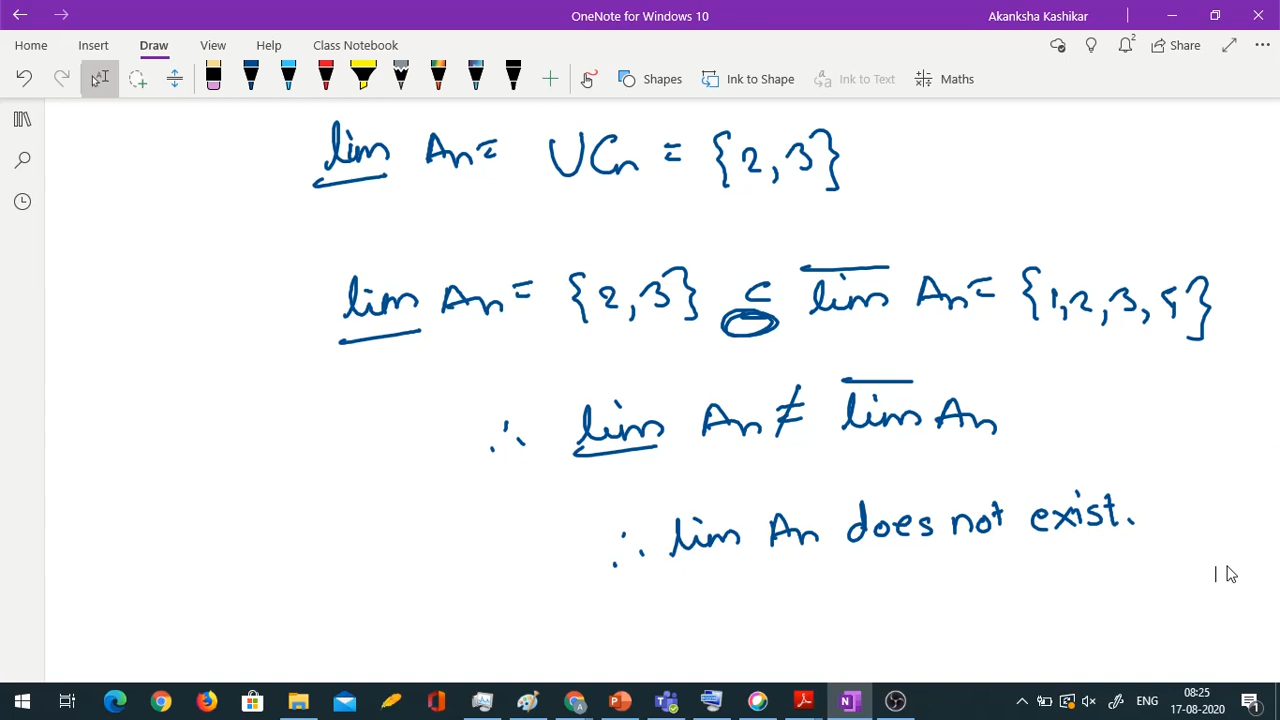 OneNote for Windows 10
Akanksha Kashikar
Home Insert Draw View Help Class Notebook
Share
Shapes Ink to Shape Ink to Text Maths
lim An = UCn = {2,3}
lim An = {2,3} ⊂ lim An = {1,2,3,5}
∴ lim An ≠ lim An
∴ lim An does not exist.
ENG
08:25
17-08-2020